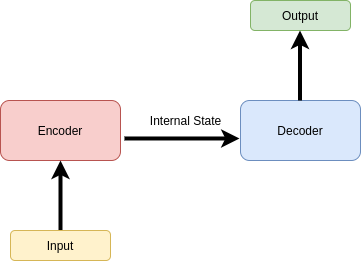 Output
Encoder
Internal State
Decoder
Input